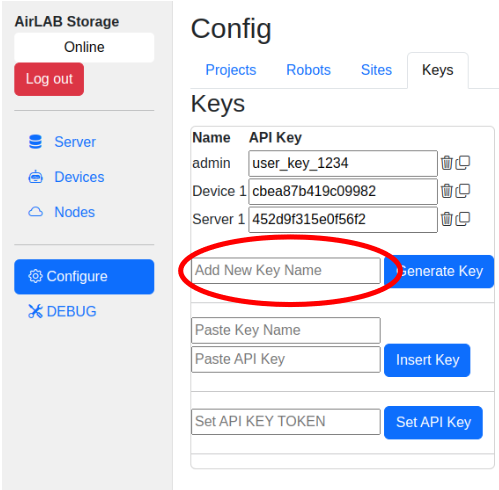 AirLAB Storage
Online
Log out
Server
Devices
Nodes
Configure
DEBUG
Config
Projects Robots Sites Keys
Keys
Name API Key
admin user_key_1234
Device 1 cbea87b419c09982
Server 1 452d9f315e0f56f2
Add New Key Name Generate Key
Paste Key Name
Paste API Key Insert Key
Set API KEY TOKEN Set API Key